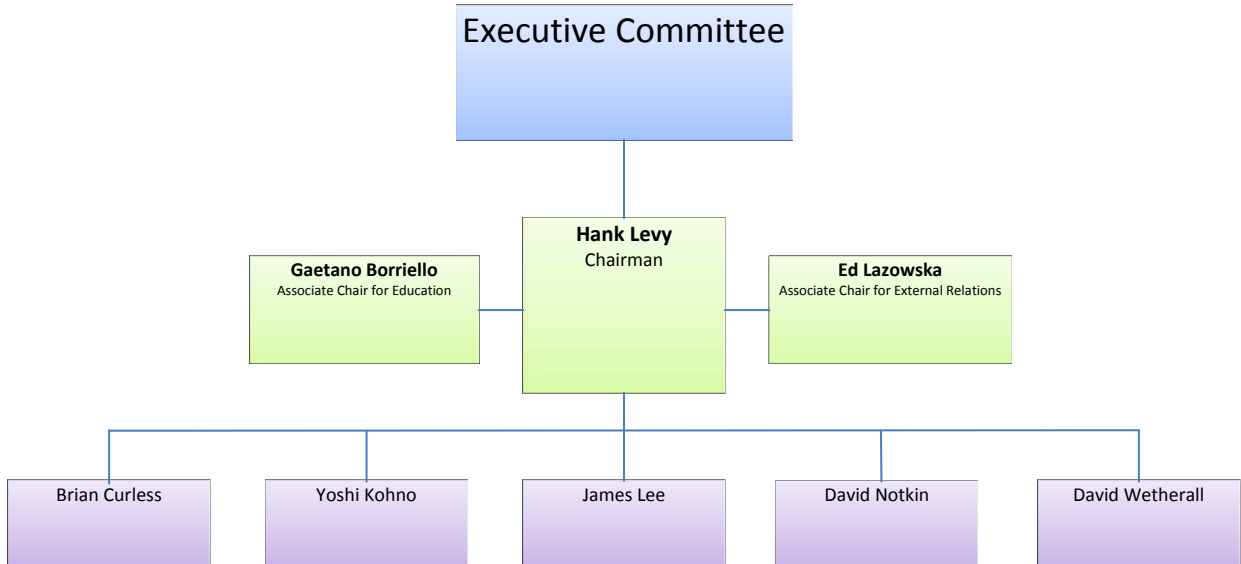 Executive Committee
Hank Levy
Chairman
Gaetano Borriello
Associate Chair for Education
Ed Lazowska
Associate Chair for External Relations
Brian Curless
Yoshi Kohno
James Lee
David Notkin
David Wetherall